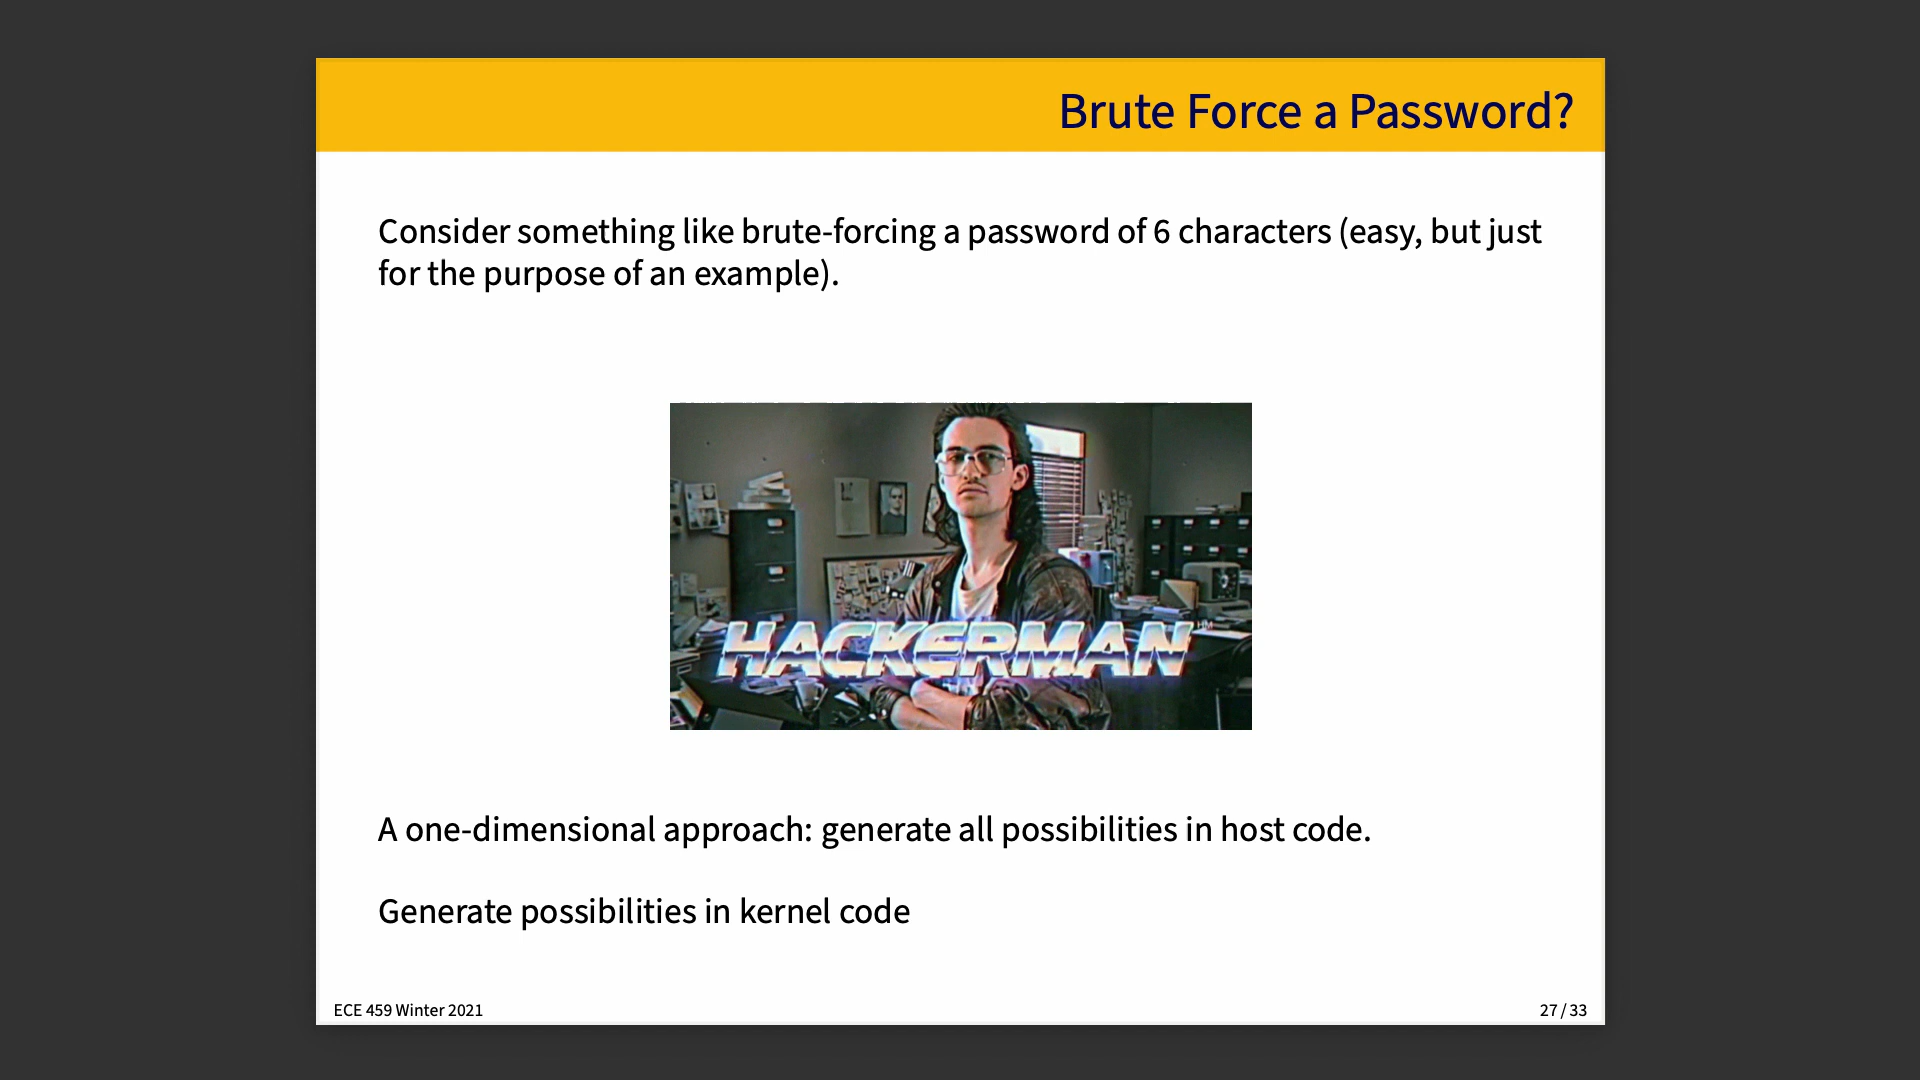 Brute Force a Password?
Consider something like brute-forcing a password of 6 characters (easy, but just
for the purpose of an example).
HACKERMAN HM
A one-dimensional approach: generate all possibilities in host code.
Generate possibilities in kernel code
ECE 459 Winter 2021
27 / 33